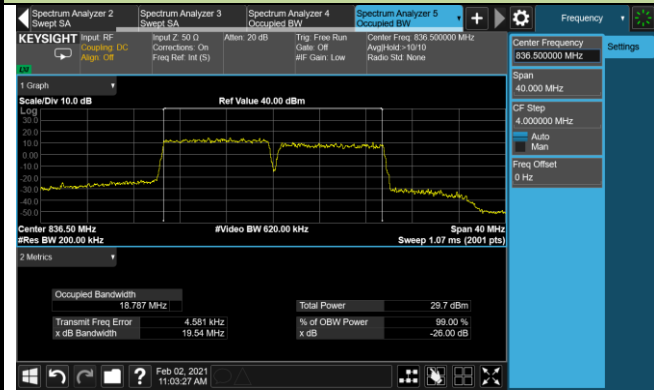 Spectrum Analyzer 2
Swept SA
Spectrum Analyzer 3
Swept SA
Spectrum Analyzer 4
Occupied BW
Spectrum Analyzer 5
Occupied BW
Frequency
KEYSIGHT
Input: RF
Coupling: DC
Align: Off
Input Z: 50 Ω
Corrections: On
Freq Ref: Int (S)
Atten: 20 dB
Trig: Free Run
Gate: Off
#IF Gain: Low
Center Freq: 836.500000 MHz
Avg|Hold:>10/10
Radio Std: None
Center Frequency
836.500000 MHz
Settings
Span
40.000 MHz
CF Step
4.000000 MHz
Auto
Man
Freq Offset
0 Hz
1 Graph
Scale/Div 10.0 dB
Ref Value 40.00 dBm
Log
30.0
20.0
10.0
0.00
-10.0
-20.0
-30.0
-40.0
-50.0
Center 836.50 MHz
#Video BW 620.00 kHz
Span 40 MHz
#Res BW 200.00 kHz
Sweep 1.07 ms (2001 pts)
2 Metrics
Occupied Bandwidth
18.787 MHz
Total Power
29.7 dBm
Transmit Freq Error
4.581 kHz
% of OBW Power
99.00 %
x dB Bandwidth
19.54 MHz
x dB
-26.00 dB
Feb 02, 2021
11:03:27 AM